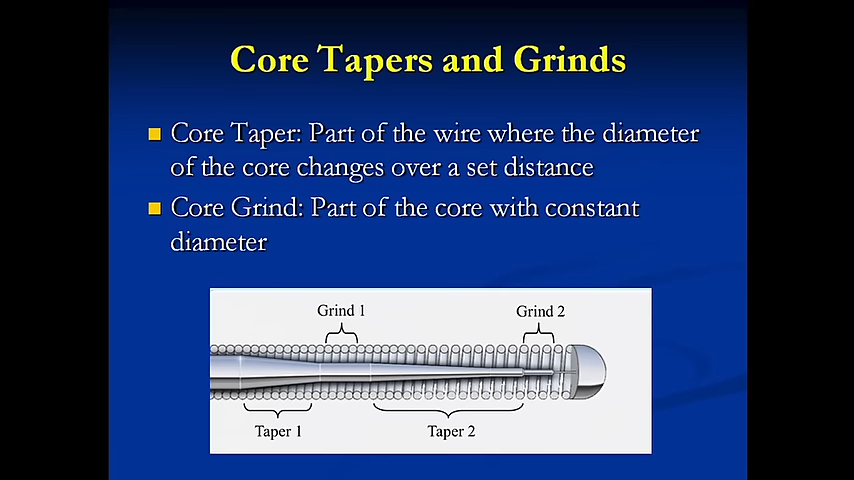 Core Tapers and Grinds
Core Taper: Part of the wire where the diameter
of the core changes over a set distance
Core Grind: Part of the core with constant
diameter
Grind 1
Grind 2
Taper 1
Taper 2